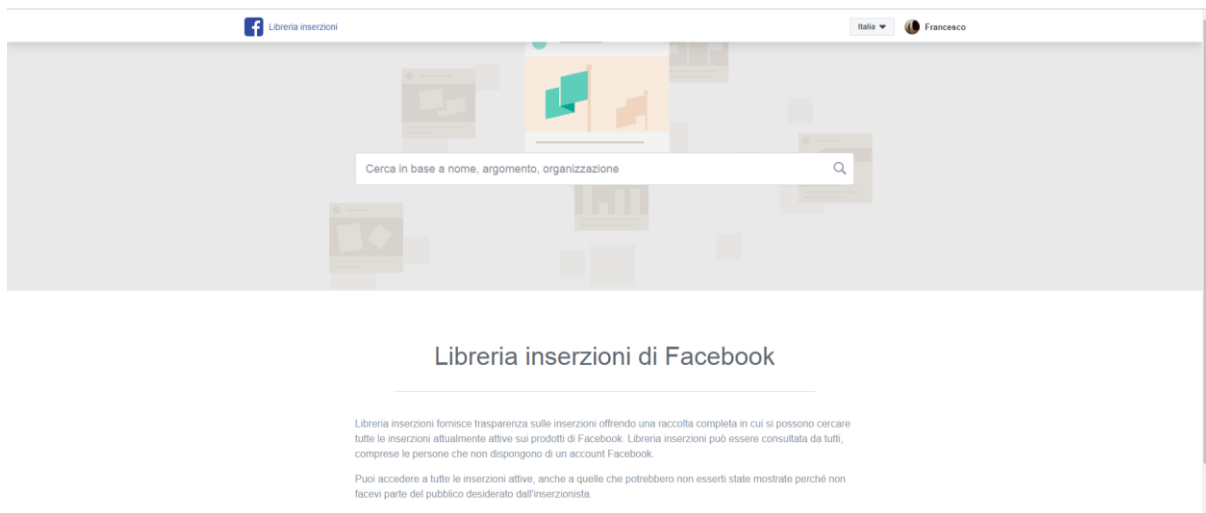 Libreria inserzioni
Italia
Francesco
Cerca in base a nome, argomento, organizzazione
Libreria inserzioni di Facebook
Libreria inserzioni fornisce trasparenza sulle inserzioni offrendo una raccolta completa in cui si possono cercare
tutte le inserzioni attualmente attive sui prodotti di Facebook. Libreria inserzioni può essere consultata da tutti,
comprese le persone che non dispongono di un account Facebook.
Puoi accedere a tutte le inserzioni attive, anche a quelle che potrebbero non esserti state mostrate perché non
facevi parte del pubblico desiderato dall'inserzionista.